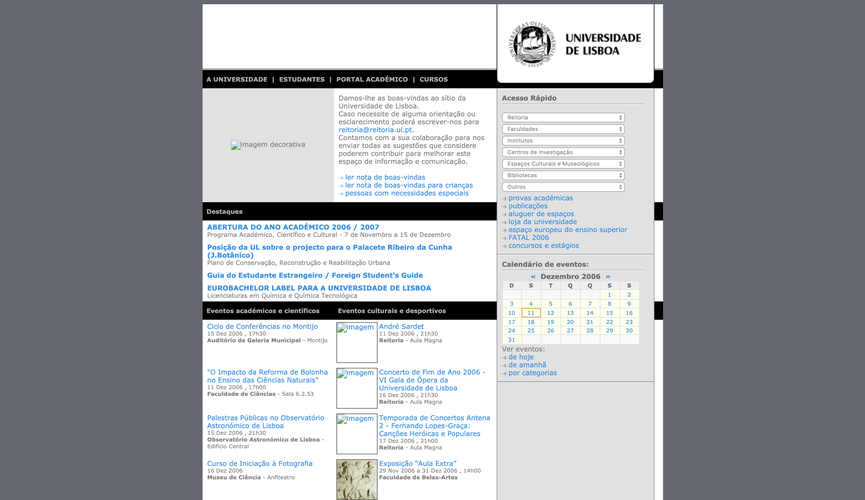 UNIVERSIDADE
DE LISBOA
A UNIVERSIDADE | ESTUDANTES | PORTAL ACADÉMICO | CURSOS
imagem decorativa
Damos-lhe as boas-vindas ao sítio da
Universidade de Lisboa.
Caso necessite de alguma orientação ou
esclarecimento poderá escrever-nos para
reitoria@reitoria.ul.pt.
Contamos com a sua colaboração para nos
enviar todas as sugestões que considere
poderem contribuir para melhorar este
espaço de informação e comunicação.
ler nota de boas-vindas
ler nota de boas-vindas para crianças
pessoas com necessidades especiais
Destaques
ABERTURA DO ANO ACADÉMICO 2006 / 2007
Programa Académico, Científico e Cultural - 7 de Novembro a 15 de Dezembro
Posição da UL sobre o projecto para o Palacete Ribeiro da Cunha
(J.Botânico)
Plano de Conservação, Reconstrução e Reabilitação Urbana
Guia do Estudante Estrangeiro / Foreign Student's Guide
EUROBACHELOR LABEL PARA A UNIVERSIDADE DE LISBOA
Licenciaturas em Química e Química Tecnológica
Eventos académicos e científicos
Ciclo de Conferências no Montijo
15 Dez 2006 , 17h30
Auditório da Galeria Municipal - Montijo
"O Impacto da Reforma de Bolonha
no Ensino das Ciências Naturais"
11 Dez 2006 , 17h00
Faculdade de Ciências - Sala 6.2.53
Palestras Públicas no Observatório
Astronómico de Lisboa
15 Dez 2006 , 21h30
Observatório Astronómico de Lisboa -
Edifício Central
Curso de Iniciação à Fotografia
16 Dez 2006
Museu de Ciência - Anfiteatro
Eventos culturais e desportivos
imagem
André Sardet
11 Dez 2006 , 21h30
Reitoria - Aula Magna
imagem
Concerto de Fim de Ano 2006 -
VI Gala de Ópera da
Universidade de Lisboa
16 Dez 2006 , 21h30
Reitoria - Aula Magna
imagem
Temporada de Concertos Antena
2 - Fernando Lopes-Graça:
Canções Heróicas e Populares
17 Dez 2006 , 21h00
Reitoria - Aula Magna
Exposição "Aula Extra"
29 Nov 2006 a 31 Dez 2006 , 14h00
Faculdade de Belas-Artes
Acesso Rápido
Reitoria
Faculdades
Institutos
Centros de Investigação
Espaços Culturais e Museológicos
Bibliotecas
Outros
provas académicas
publicações
aluguer de espaços
loja da universidade
espaço europeu do ensino superior
FATAL 2006
concursos e estágios
Calendário de eventos:
« Dezembro 2006 »
D S T Q Q S S
1 2
3 4 5 6 7 8 9
10 11 12 13 14 15 16
17 18 19 20 21 22 23
24 25 26 27 28 29 30
31
Ver eventos:
de hoje
de amanhã
por categorias